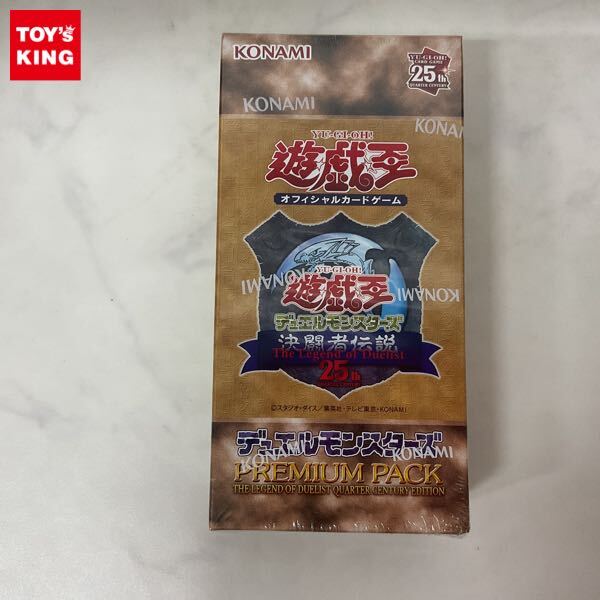 TOY's
KING
KONAMI
YU-GI-OH!
CARD GAME
25th
QUARTER CENTURY
KONAMI
KONAMI
YU-GI-OH!
遊戯王
オフィシャルカードゲーム
YU-GI-OH!
KONAMI
遊戯王
KONAMI
デュエルモンスターズ
決闘者伝説
The Legend of Duelist
25th
©スタジオ・ダイス/集英社・テレビ東京・KONAMI
デュエルモンスターズ
KONAMI
KONAMI
PREMIUM PACK
THE LEGEND OF DUELIST QUARTER CENTURY EDITION